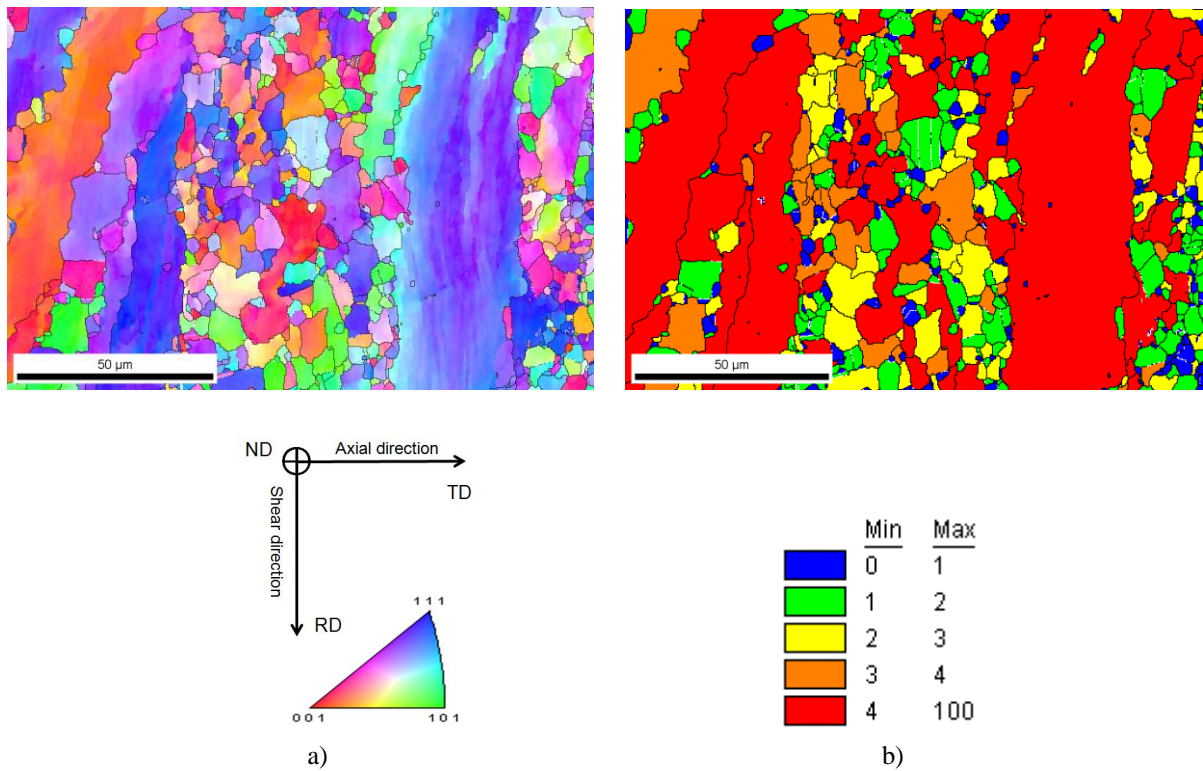 50 µm
50 µm
ND
Axial direction
TD
Shear direction
RD
1 1 1
0 0 1
1 0 1
Min Max
0 1
1 2
2 3
3 4
4 100
a)
b)